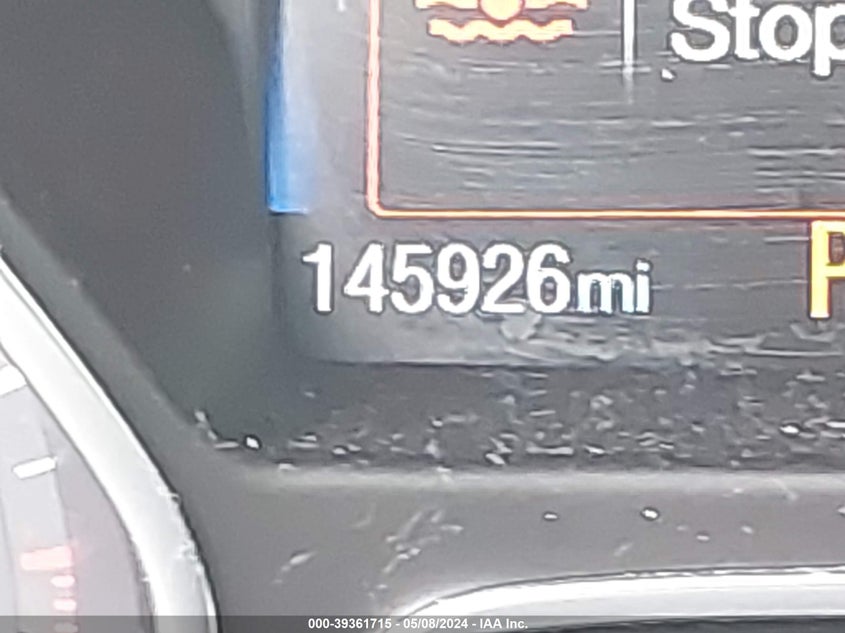 Stop
145926mi
P
000-39361715 - 05/08/2024 - IAA Inc.